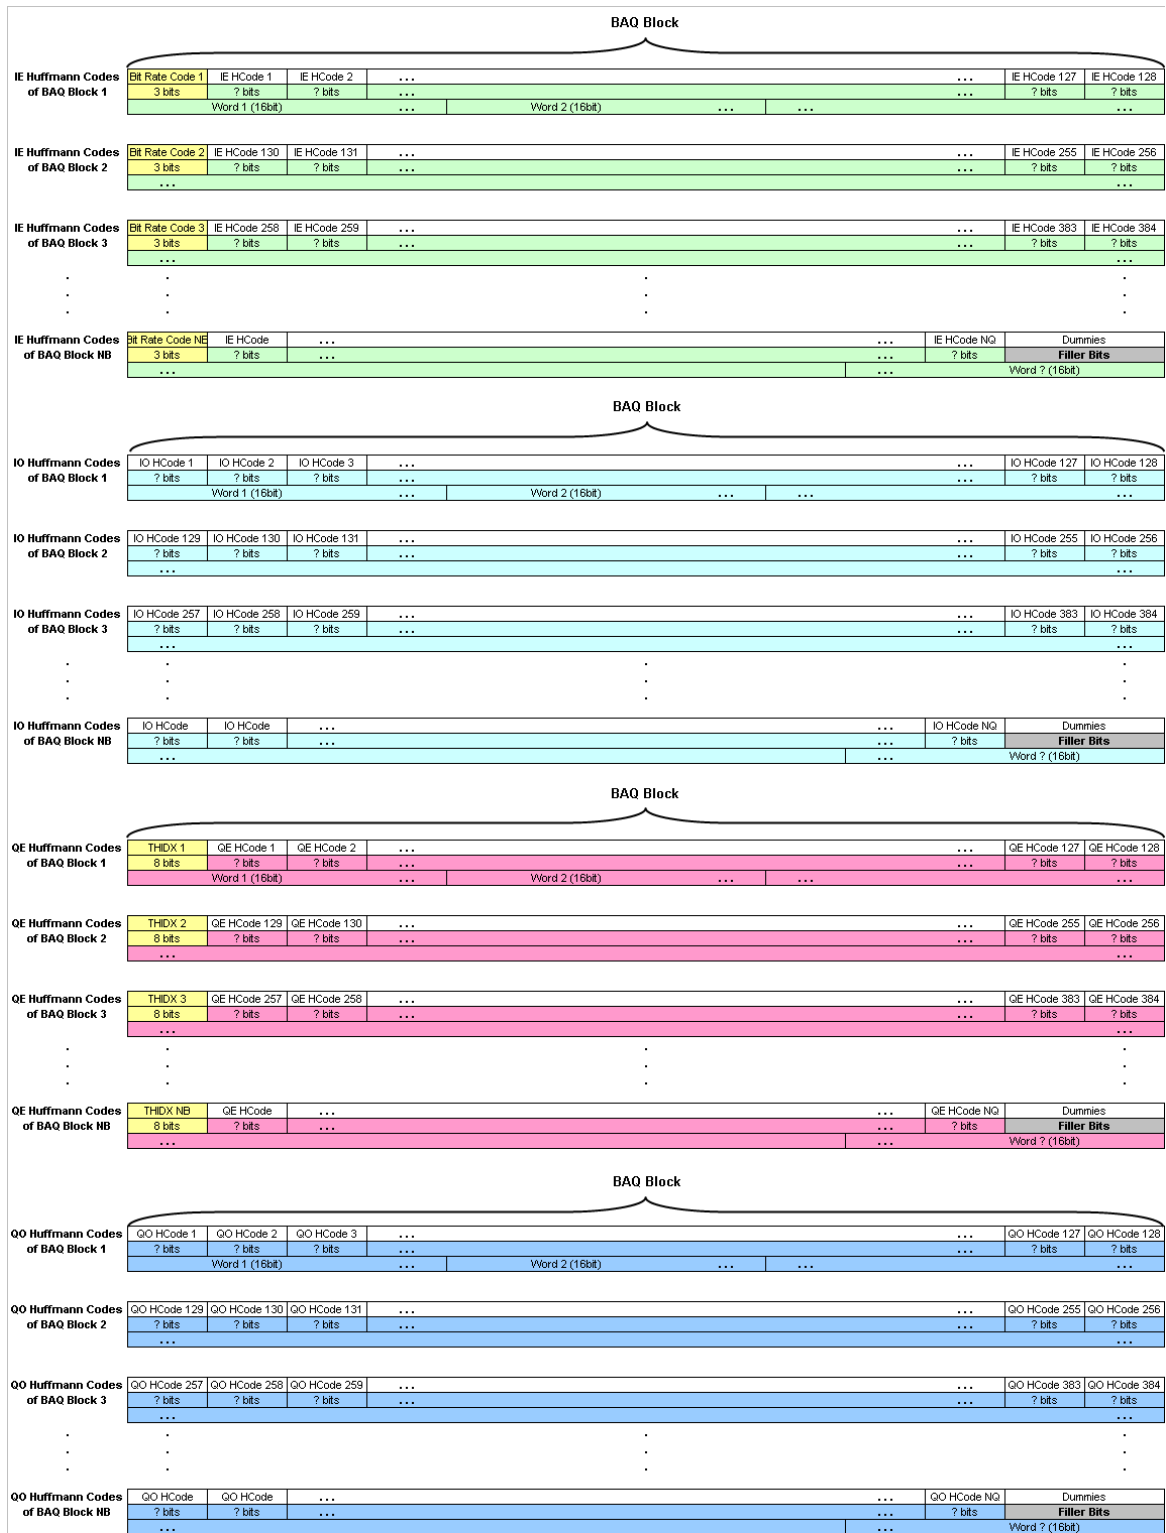 BAQ Block
IE Huffmann Codes of BAQ Block 1
Bit Rate Code 1 IE HCode 1 IE HCode 2 ... ... IE HCode 127 IE HCode 128
3 bits ? bits ? bits ... ... ? bits ? bits
Word 1 (16bit) ... Word 2 (16bit) ... ... ...
IE Huffmann Codes of BAQ Block 2
Bit Rate Code 2 IE HCode 130 IE HCode 131 ... ... IE HCode 255 IE HCode 256
3 bits ? bits ? bits ... ... ? bits ? bits
... ...
IE Huffmann Codes of BAQ Block 3
Bit Rate Code 3 IE HCode 258 IE HCode 259 ... ... IE HCode 383 IE HCode 384
3 bits ? bits ? bits ... ... ? bits ? bits
... ...
. . . .
. . . .
. . . .
IE Huffmann Codes of BAQ Block NB
Bit Rate Code NB IE HCode ... ... IE HCode NQ Dummies
3 bits ? bits ... ... ? bits Filler Bits
... ... Word ? (16bit)
BAQ Block
IO Huffmann Codes of BAQ Block 1
IO HCode 1 IO HCode 2 IO HCode 3 ... ... IO HCode 127 IO HCode 128
? bits ? bits ? bits ... ... ? bits ? bits
Word 1 (16bit) ... Word 2 (16bit) ... ... ...
IO Huffmann Codes of BAQ Block 2
IO HCode 129 IO HCode 130 IO HCode 131 ... ... IO HCode 255 IO HCode 256
? bits ? bits ? bits ... ... ? bits ? bits
... ...
IO Huffmann Codes of BAQ Block 3
IO HCode 257 IO HCode 258 IO HCode 259 ... ... IO HCode 383 IO HCode 384
? bits ? bits ? bits ... ... ? bits ? bits
... ...
. . . .
. . . .
. . . .
IO Huffmann Codes of BAQ Block NB
IO HCode IO HCode ... ... IO HCode NQ Dummies
? bits ? bits ... ... ? bits Filler Bits
... ... Word ? (16bit)
BAQ Block
QE Huffmann Codes of BAQ Block 1
THIDX 1 QE HCode 1 QE HCode 2 ... ... QE HCode 127 QE HCode 128
8 bits ? bits ? bits ... ... ? bits ? bits
Word 1 (16bit) ... Word 2 (16bit) ... ... ...
QE Huffmann Codes of BAQ Block 2
THIDX 2 QE HCode 129 QE HCode 130 ... ... QE HCode 255 QE HCode 256
8 bits ? bits ? bits ... ... ? bits ? bits
... ...
QE Huffmann Codes of BAQ Block 3
THIDX 3 QE HCode 257 QE HCode 258 ... ... QE HCode 383 QE HCode 384
8 bits ? bits ? bits ... ... ? bits ? bits
... ...
. . . .
. . . .
. . . .
QE Huffmann Codes of BAQ Block NB
THIDX NB QE HCode ... ... QE HCode NQ Dummies
8 bits ? bits ... ... ? bits Filler Bits
... ... Word ? (16bit)
BAQ Block
QO Huffmann Codes of BAQ Block 1
QO HCode 1 QO HCode 2 QO HCode 3 ... ... QO HCode 127 QO HCode 128
? bits ? bits ? bits ... ... ? bits ? bits
Word 1 (16bit) ... Word 2 (16bit) ... ... ...
QO Huffmann Codes of BAQ Block 2
QO HCode 129 QO HCode 130 QO HCode 131 ... ... QO HCode 255 QO HCode 256
? bits ? bits ? bits ... ... ? bits ? bits
... ...
QO Huffmann Codes of BAQ Block 3
QO HCode 257 QO HCode 258 QO HCode 259 ... ... QO HCode 383 QO HCode 384
? bits ? bits ? bits ... ... ? bits ? bits
... ...
. . . .
. . . .
. . . .
QO Huffmann Codes of BAQ Block NB
QO HCode QO HCode ... ... QO HCode NQ Dummies
? bits ? bits ... ... ? bits Filler Bits
... ... Word ? (16bit)